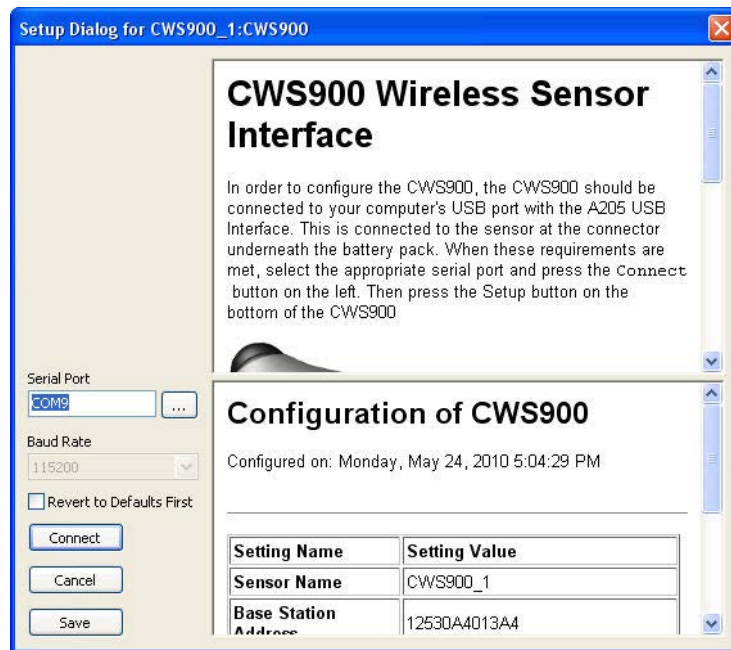 Setup Dialog for CWS900_1:CWS900
CWS900 Wireless Sensor
Interface
In order to configure the CWS900, the CWS900 should be
connected to your computer's USB port with the A205 USB
Interface. This is connected to the sensor at the connector
underneath the battery pack. When these requirements are
met, select the appropriate serial port and press the Connect
button on the left. Then press the Setup button on the
bottom of the CWS900
Serial Port
COM9
...
Baud Rate
115200
Revert to Defaults First
Connect
Cancel
Save
Configuration of CWS900
Configured on: Monday, May 24, 2010 5:04:29 PM
Setting Name Setting Value
Sensor Name CWS900_1
Base Station
Address 12530A4013A4